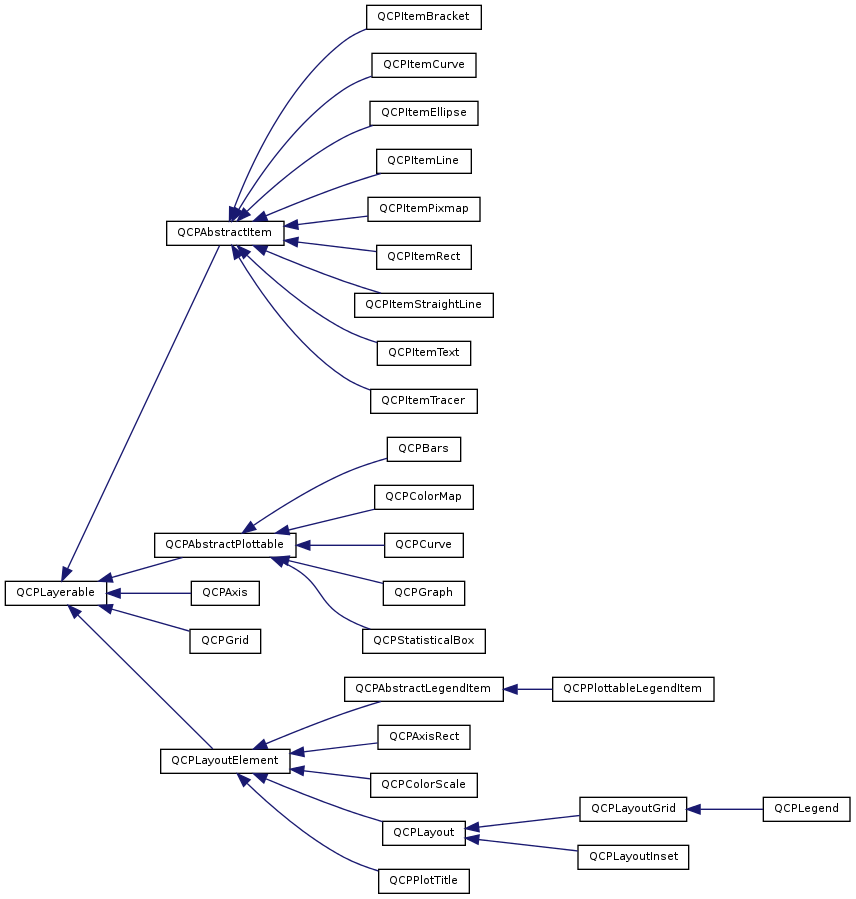 QCPItemBracket
QCPItemCurve
QCPItemEllipse
QCPItemLine
QCPItemPixmap
QCPAbstractItem
QCPItemRect
QCPItemStraightLine
QCPItemText
QCPItemTracer
QCPBars
QCPColorMap
QCPAbstractPlottable
QCPCurve
QCPLayerable
QCPAxis
QCPGraph
QCPGrid
QCPStatisticalBox
QCPAbstractLegendItem
QCPPlottableLegendItem
QCPAxisRect
QCPLayoutElement
QCPColorScale
QCPLayout
QCPLayoutGrid
QCPLegend
QCPLayoutInset
QCPPlotTitle